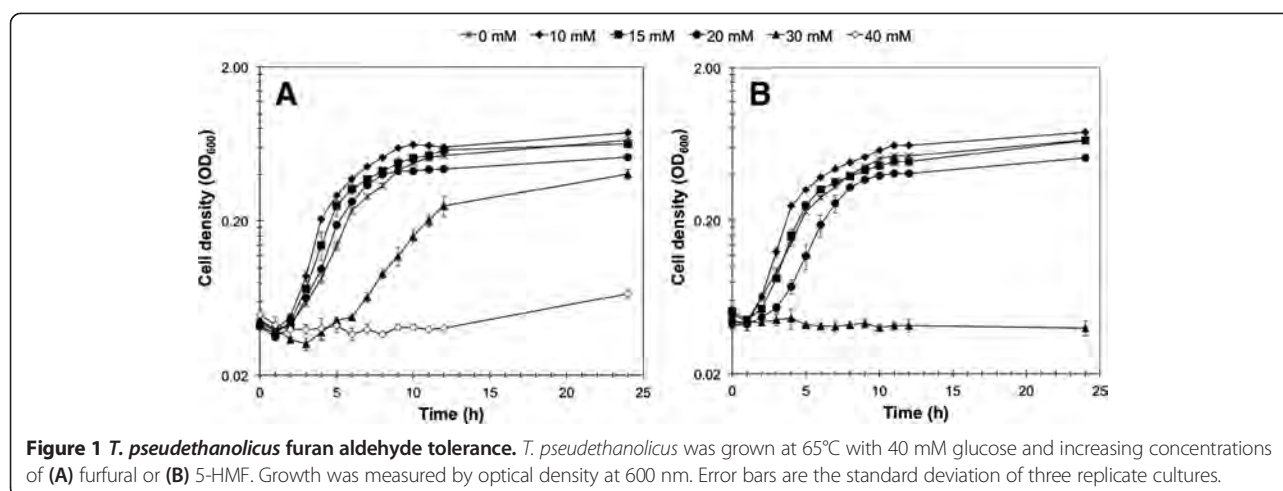 0 mM 10 mM 15 mM 20 mM 30 mM 40 mM
A
2.00
0.20
0.02
Cell density (OD600)
0 5 10 15 20 25
Time (h)
B
2.00
0.20
0.02
Cell density (OD600)
0 5 10 15 20 25
Time (h)
Figure 1 T. pseudethanolicus furan aldehyde tolerance. T. pseudethanolicus was grown at 65°C with 40 mM glucose and increasing concentrations
of (A) furfural or (B) 5-HMF. Growth was measured by optical density at 600 nm. Error bars are the standard deviation of three replicate cultures.